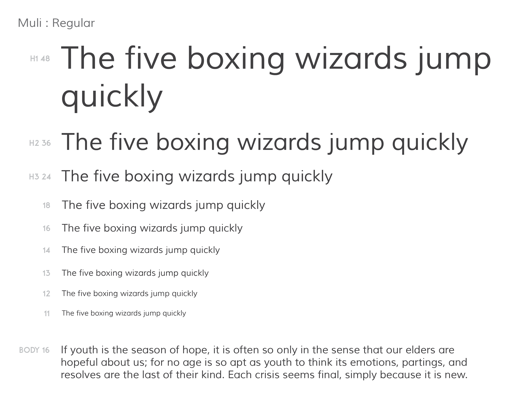 Muli : Regular
H1 48 The five boxing wizards jump
quickly
H2 36 The five boxing wizards jump quickly
H3 24 The five boxing wizards jump quickly
18 The five boxing wizards jump quickly
16 The five boxing wizards jump quickly
14 The five boxing wizards jump quickly
13 The five boxing wizards jump quickly
12 The five boxing wizards jump quickly
11 The five boxing wizards jump quickly
BODY 16 If youth is the season of hope, it is often so only in the sense that our elders are
hopeful about us; for no age is so apt as youth to think its emotions, partings, and
resolves are the last of their kind. Each crisis seems final, simply because it is new.